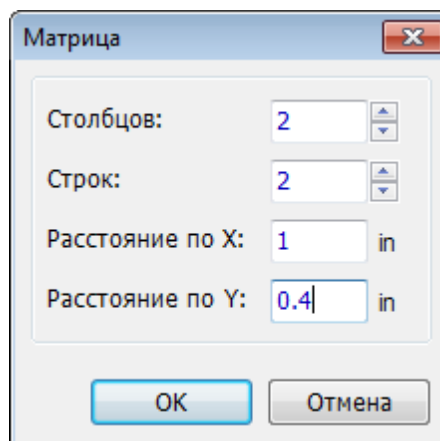 Матрица
Столбцов: 2
Строк: 2
Расстояние по X: 1 in
Расстояние по Y: 0.4 in
OK Отмена